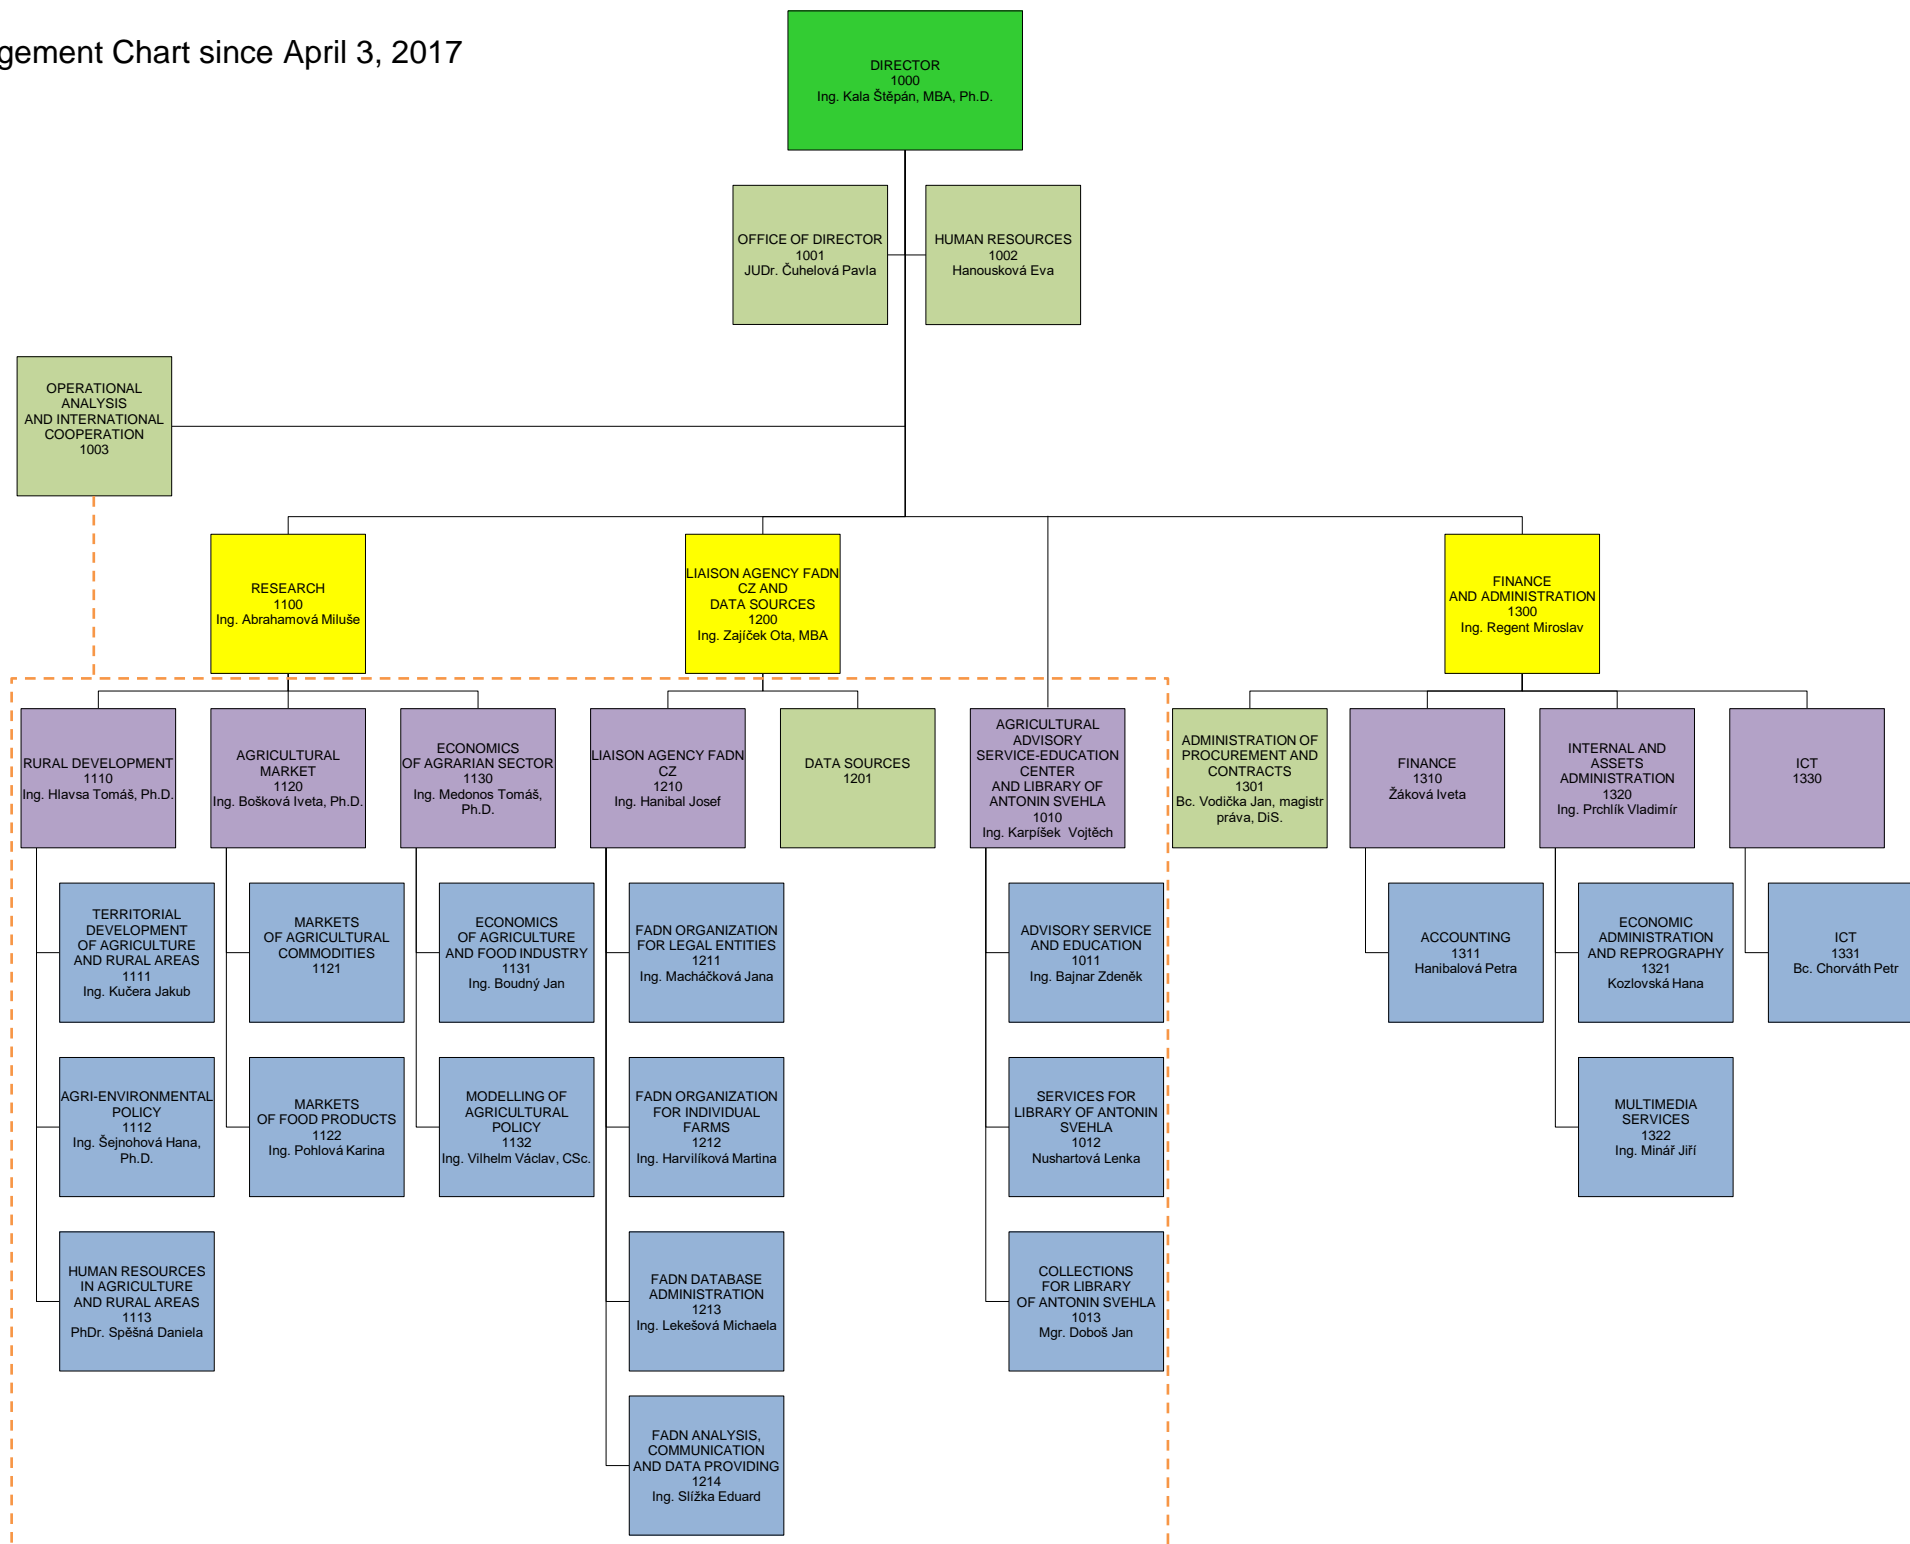 gement Chart since April 3, 2017
DIRECTOR
1000
Ing. Kala Štěpán, MBA, Ph.D.
OFFICE OF DIRECTOR
1001
JUDr. Čuhelová Pavla
HUMAN RESOURCES
1002
Hanousková Eva
OPERATIONAL
ANALYSIS
AND INTERNATIONAL
COOPERATION
1003
RESEARCH
1100
Ing. Abrahamová Miluše
LIAISON AGENCY FADN
CZ AND
DATA SOURCES
1200
Ing. Zajíček Ota, MBA
FINANCE
AND ADMINISTRATION
1300
Ing. Regent Miroslav
RURAL DEVELOPMENT
1110
Ing. Hlavsa Tomáš, Ph.D.
AGRICULTURAL
MARKET
1120
Ing. Bošková Iveta, Ph.D.
ECONOMICS
OF AGRARIAN SECTOR
1130
Ing. Medonos Tomáš,
Ph.D.
LIAISON AGENCY FADN
CZ
1210
Ing. Hanibal Josef
DATA SOURCES
1201
AGRICULTURAL
ADVISORY
SERVICE-EDUCATION
CENTER
AND LIBRARY OF
ANTONIN SVEHLA
1010
Ing. Karpíšek Vojtěch
ADMINISTRATION OF
PROCUREMENT AND
CONTRACTS
1301
Bc. Vodička Jan, magistr
práva, DiS.
FINANCE
1310
Žáková Iveta
INTERNAL AND
ASSETS
ADMINISTRATION
1320
Ing. Prchlík Vladimír
ICT
1330
TERRITORIAL
DEVELOPMENT
OF AGRICULTURE
AND RURAL AREAS
1111
Ing. Kučera Jakub
MARKETS
OF AGRICULTURAL
COMMODITIES
1121
ECONOMICS
OF AGRICULTURE
AND FOOD INDUSTRY
1131
Ing. Boudný Jan
FADN ORGANIZATION
FOR LEGAL ENTITIES
1211
Ing. Macháčková Jana
ADVISORY SERVICE
AND EDUCATION
1011
Ing. Bajnar Zdeněk
ACCOUNTING
1311
Hanibalová Petra
ECONOMIC
ADMINISTRATION
AND REPROGRAPHY
1321
Kozlovská Hana
ICT
1331
Bc. Chorváth Petr
AGRI-ENVIRONMENTAL
POLICY
1112
Ing. Šejnohová Hana,
Ph.D.
MARKETS
OF FOOD PRODUCTS
1122
Ing. Pohlová Karina
MODELLING OF
AGRICULTURAL
POLICY
1132
Ing. Vilhelm Václav, CSc.
FADN ORGANIZATION
FOR INDIVIDUAL
FARMS
1212
Ing. Harvilíková Martina
SERVICES FOR
LIBRARY OF ANTONIN
SVEHLA
1012
Nushartová Lenka
MULTIMEDIA
SERVICES
1322
Ing. Minář Jiří
HUMAN RESOURCES
IN AGRICULTURE
AND RURAL AREAS
1113
PhDr. Spěšná Daniela
FADN DATABASE
ADMINISTRATION
1213
Ing. Lekešová Michaela
COLLECTIONS
FOR LIBRARY
OF ANTONIN SVEHLA
1013
Mgr. Doboš Jan
FADN ANALYSIS,
COMMUNICATION
AND DATA PROVIDING
1214
Ing. Slížka Eduard